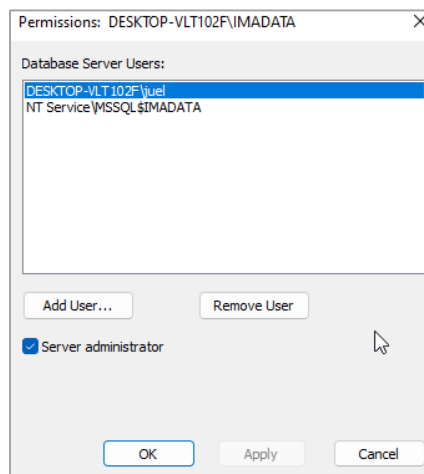 Permissions: DESKTOP-VLT102F\IMADATA
Database Server Users:
DESKTOP-VLT102F\juel
NT Service\MSSQL$IMADATA
Add User... Remove User
Server administrator
OK Apply Cancel